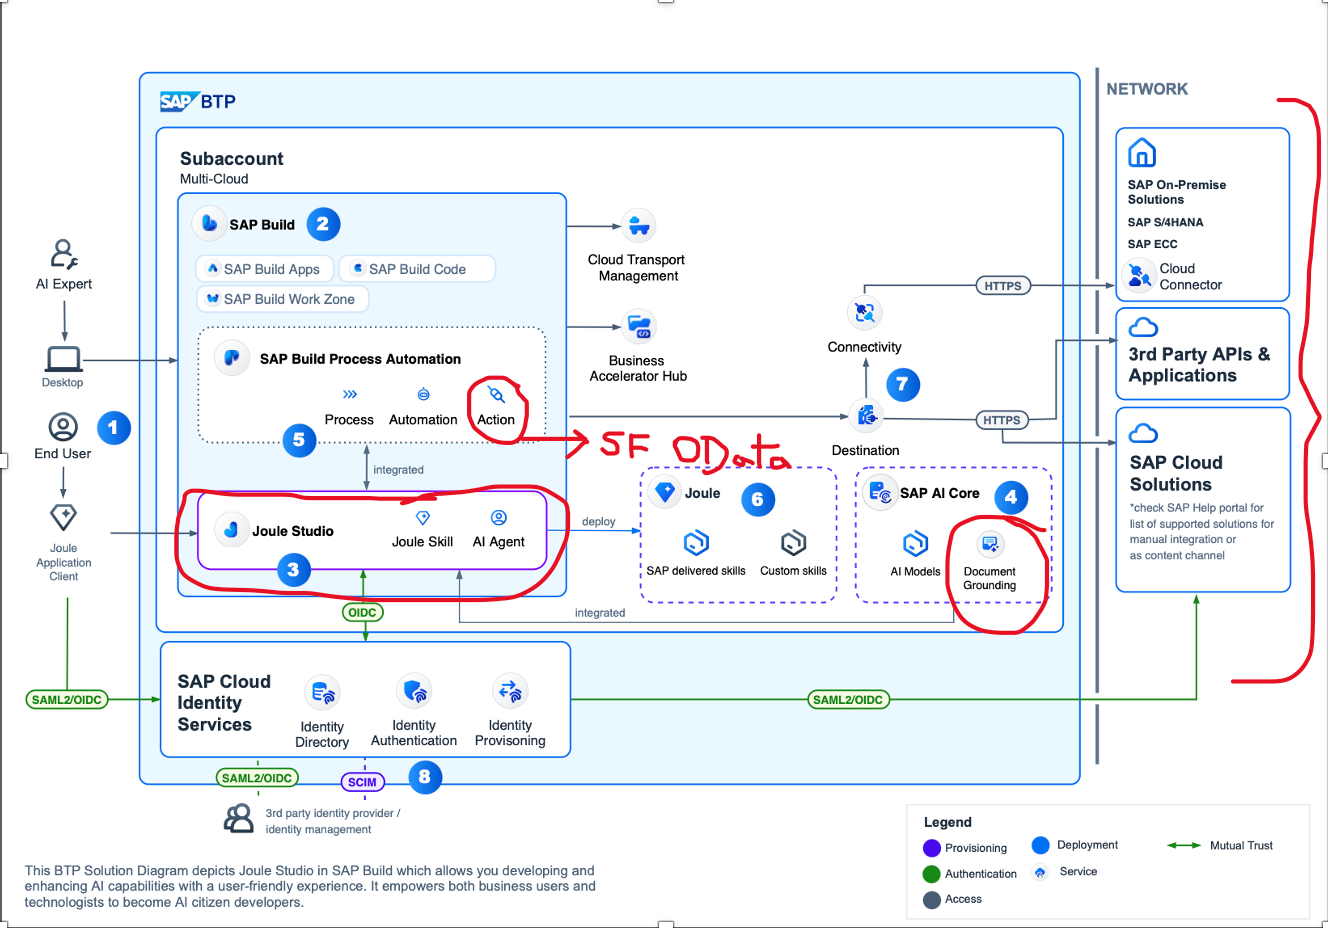 SAP BTP
NETWORK
Subaccount
Multi-Cloud
SAP Build
2
SAP Build Apps
SAP Build Code
SAP Build Work Zone
Cloud Transport
Management
Business
Accelerator Hub
AI Expert
Desktop
End User
1
Joule
Application
Client
SAP Build Process Automation
Process
Automation
Action
5
integrated
SF OData
Joule Studio
Joule Skill
AI Agent
3
deploy
Connectivity
7
Destination
HTTPS
HTTPS
Joule
6
SAP delivered skills
Custom skills
SAP AI Core
4
AI Models
Document
Grounding
integrated
OIDC
SAP On-Premise
Solutions
SAP S/4HANA
SAP ECC
Cloud
Connector
3rd Party APIs &
Applications
SAP Cloud
Solutions
*check SAP Help portal for
list of supported solutions for
manual integration or
as content channel
SAP Cloud
Identity
Services
Identity
Directory
Identity
Authentication
Identity
Provisoning
SAML2/OIDC
SAML2/OIDC
SAML2/OIDC
SCIM
8
3rd party identity provider /
identity management
This BTP Solution Diagram depicts Joule Studio in SAP Build which allows you developing and
enhancing AI capabilities with a user-friendly experience. It empowers both business users and
technologists to become AI citizen developers.
Legend
Provisioning
Deployment
Mutual Trust
Authentication
Service
Access